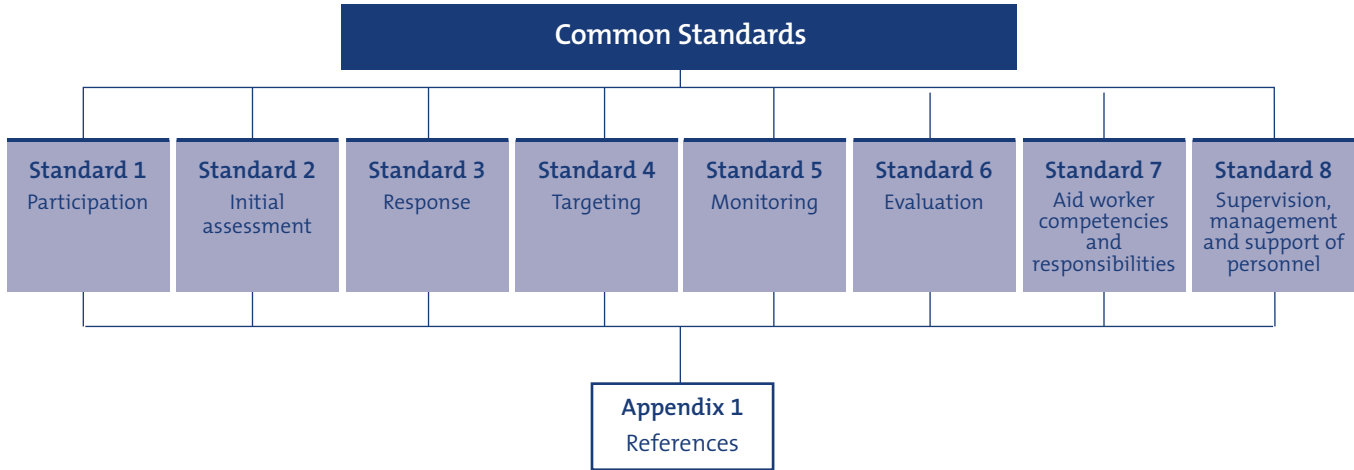 Common Standards
Standard 1
Participation
Standard 2
Initial
assessment
Standard 3
Response
Standard 4
Targeting
Standard 5
Monitoring
Standard 6
Evaluation
Standard 7
Aid worker
competencies
and
responsibilities
Standard 8
Supervision,
management
and support of
personnel
Appendix 1
References